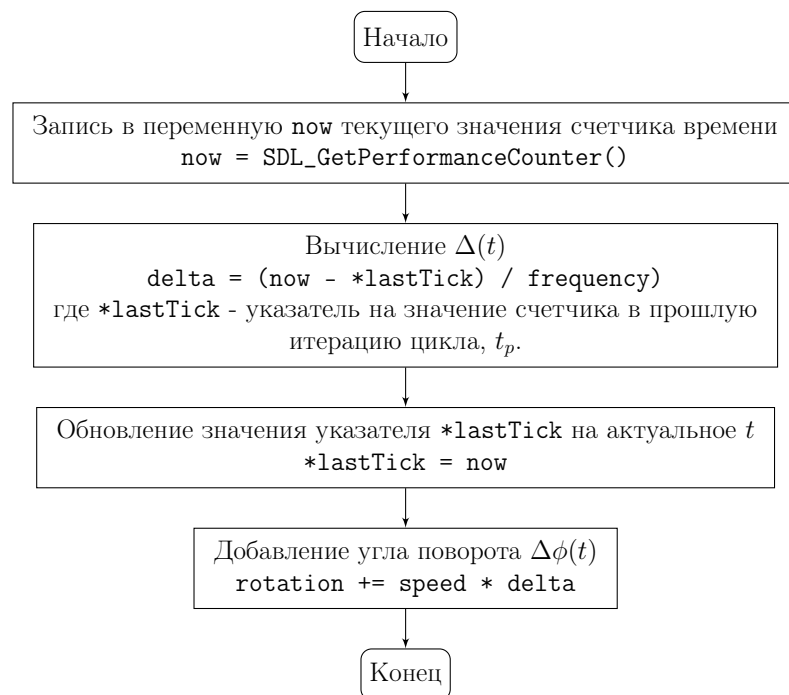 Начало
Запись в переменную now текущего значения счетчика времени
now = SDL_GetPerformanceCounter()
Вычисление Δ(t)
delta = (now - *lastTick) / frequency)
где *lastTick - указатель на значение счетчика в прошлую
итерацию цикла, t_p.
Обновление значения указателя *lastTick на актуальное t
*lastTick = now
Добавление угла поворота Δϕ(t)
rotation += speed * delta
Конец